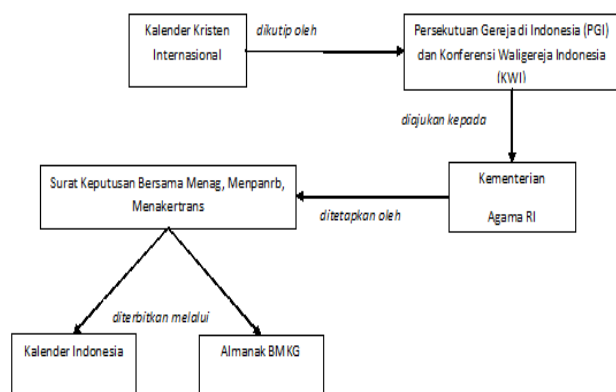 Kalender Kristen
Internasional
dikutip oleh
Persekutuan Gereja di Indonesia (PGI)
dan Konferensi Waligereja Indonesia
(KWI)
diajukan kepada
Surat Keputusan Bersama Menag, Menpanrb,
Menakertrans
ditetapkan oleh
Kementerian
Agama RI
diterbitkan melalui
Kalender Indonesia
Almanak BMKG